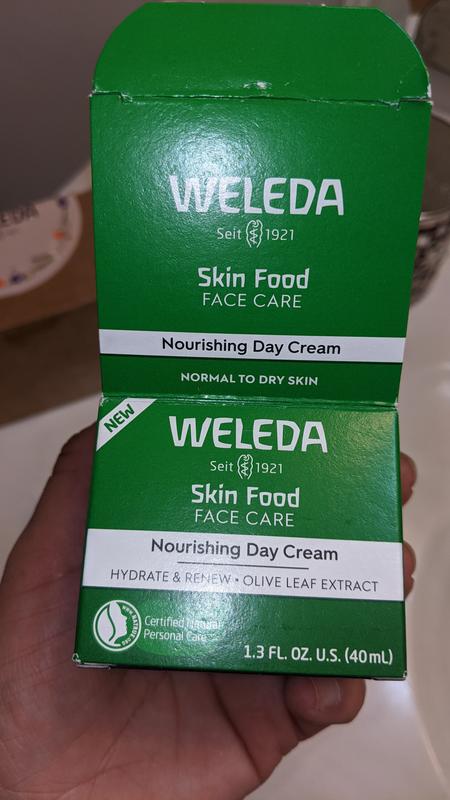 WELEDA
Seit 1921
Skin Food
FACE CARE
Nourishing Day Cream
NORMAL TO DRY SKIN
NEW
WELEDA
Seit 1921
Skin Food
FACE CARE
Nourishing Day Cream
HYDRATE & RENEW • OLIVE LEAF EXTRACT
Certified Natural
Personal Care
1.3 FL. OZ. U.S. (40 mL)